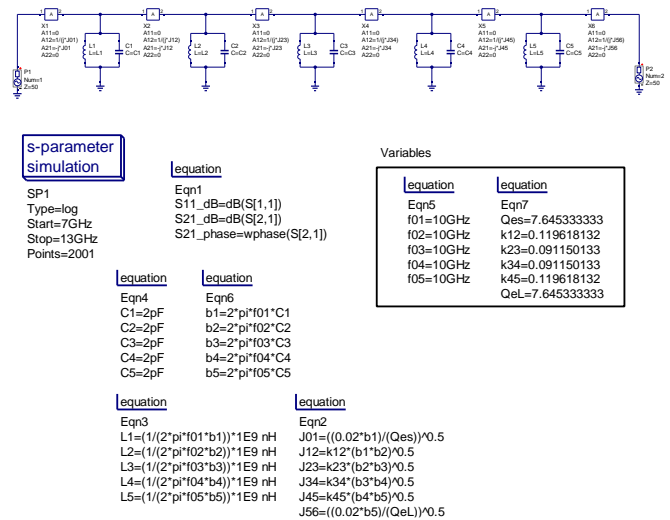 X1
A11=0
A12=1/(j*J01)
A21=-j*J01
A22=0
X2
A11=0
A12=1/(j*J12)
A21=-j*J12
A22=0
X3
A11=0
A12=1/(j*J23)
A21=-j*J23
A22=0
X4
A11=0
A12=1/(j*J34)
A21=-j*J34
A22=0
X5
A11=0
A12=1/(j*J45)
A21=-j*J45
A22=0
X6
A11=0
A12=1/(j*J56)
A21=-j*J56
A22=0
L1
L=L1
C1
C=C1
L2
L=L2
C2
C=C2
L3
L=L3
C3
C=C3
L4
L=L4
C4
C=C4
L5
L=L5
C5
C=C5
P1
Num=1
Z=50
P2
Num=2
Z=50
s-parameter
simulation
SP1
Type=log
Start=7GHz
Stop=13GHz
Points=2001
equation
Eqn1
S11_dB=dB(S[1,1])
S21_dB=dB(S[2,1])
S21_phase=wphase(S[2,1])
Variables
equation
Eqn5
f01=10GHz
f02=10GHz
f03=10GHz
f04=10GHz
f05=10GHz
equation
Eqn7
Qes=7.645333333
k12=0.119618132
k23=0.091150133
k34=0.091150133
k45=0.119618132
QeL=7.645333333
equation
Eqn4
C1=2pF
C2=2pF
C3=2pF
C4=2pF
C5=2pF
equation
Eqn6
b1=2*pi*f01*C1
b2=2*pi*f02*C2
b3=2*pi*f03*C3
b4=2*pi*f04*C4
b5=2*pi*f05*C5
equation
Eqn3
L1=(1/(2*pi*f01*b1))*1E9 nH
L2=(1/(2*pi*f02*b2))*1E9 nH
L3=(1/(2*pi*f03*b3))*1E9 nH
L4=(1/(2*pi*f04*b4))*1E9 nH
L5=(1/(2*pi*f05*b5))*1E9 nH
equation
Eqn2
J01=((0.02*b1)/(Qes))^0.5
J12=k12*(b1*b2)^0.5
J23=k23*(b2*b3)^0.5
J34=k34*(b3*b4)^0.5
J45=k45*(b4*b5)^0.5
J56=((0.02*b5)/(QeL))^0.5